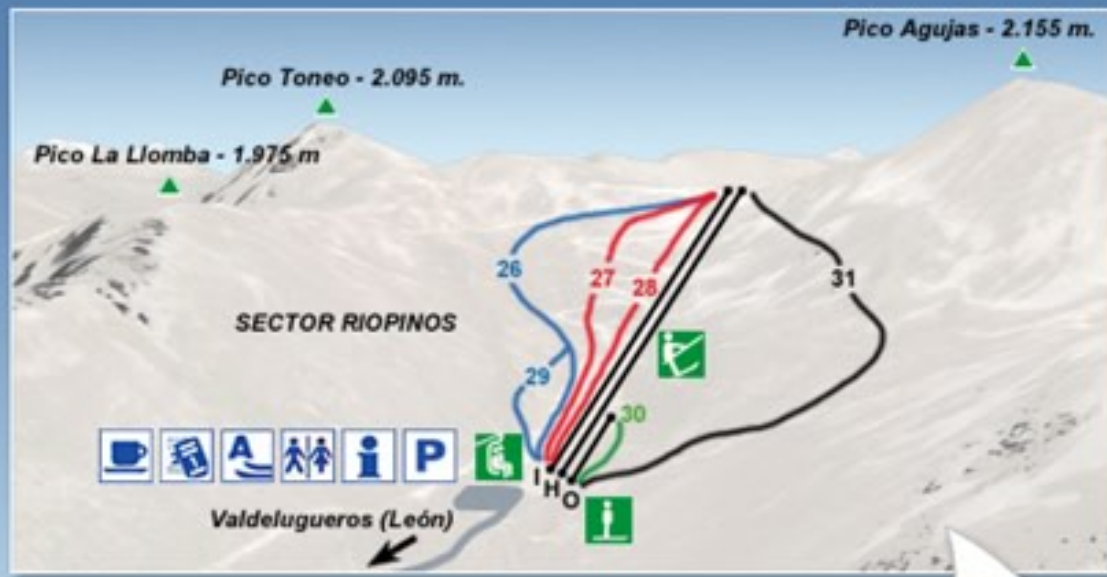 Pico Agujas - 2.155 m.
Pico Toneo - 2.095 m.
Pico La Llomba - 1.975 m
26
27
28
31
SECTOR RIOPINOS
29
30
A
i
P
I
H
O
Valdelugueros (León)